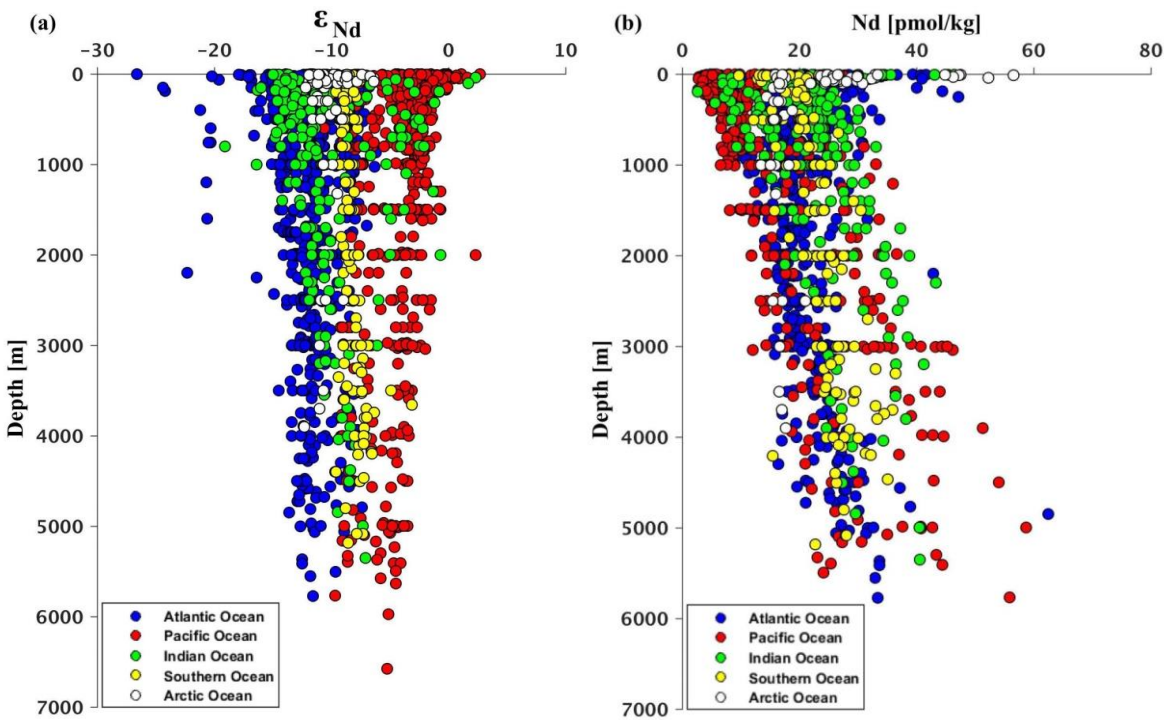 (a) ε Nd
-30 -20 -10 0 10
0
1000
2000
3000
4000
5000
6000
7000
Depth [m]
Atlantic Ocean
Pacific Ocean
Indian Ocean
Southern Ocean
Arctic Ocean
(b) Nd [pmol/kg]
0 20 40 60 80
0
1000
2000
3000
4000
5000
6000
7000
Depth [m]
Atlantic Ocean
Pacific Ocean
Indian Ocean
Southern Ocean
Arctic Ocean